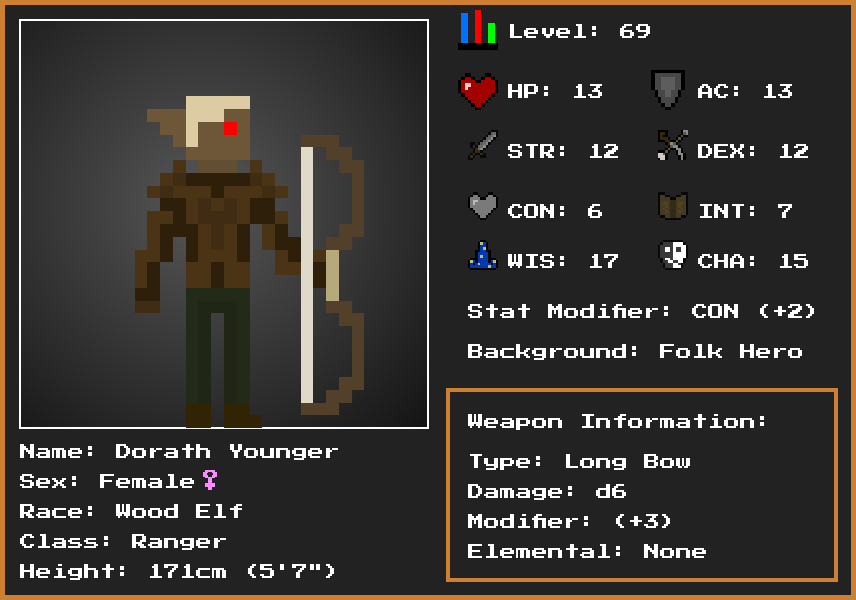 Level: 69
HP: 13
AC: 13
STR: 12
DEX: 12
CON: 6
INT: 7
WIS: 17
CHA: 15
Stat Modifier: CON (+2)
Background: Folk Hero
Weapon Information:
Type: Long Bow
Damage: d6
Modifier: (+3)
Elemental: None
Name: Dorath Younger
Sex: Female♀
Race: Wood Elf
Class: Ranger
Height: 171cm (5'7")